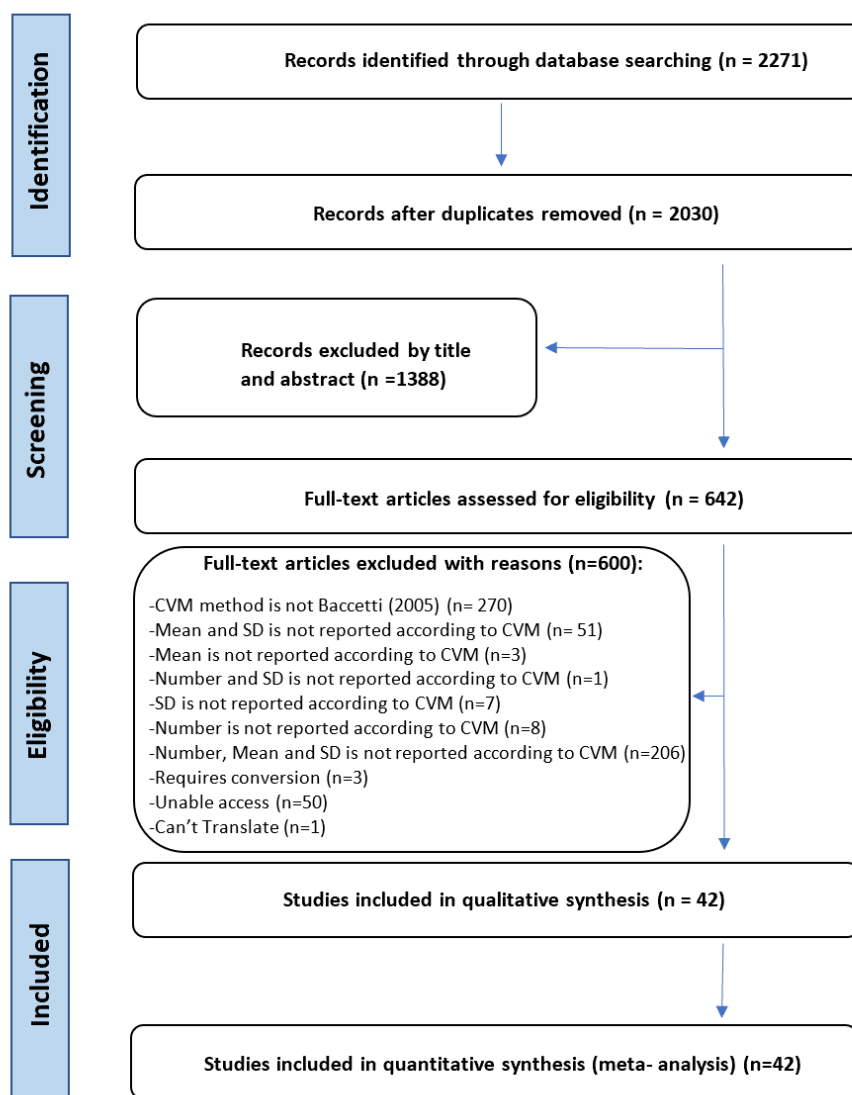 Identification
Records identified through database searching (n = 2271)
Records after duplicates removed (n = 2030)
Screening
Records excluded by title
and abstract (n =1388)
Full-text articles assessed for eligibility (n = 642)
Eligibility
Full-text articles excluded with reasons (n=600):
-CVM method is not Baccetti (2005) (n= 270)
-Mean and SD is not reported according to CVM (n= 51)
-Mean is not reported according to CVM (n=3)
-Number and SD is not reported according to CVM (n=1)
-SD is not reported according to CVM (n=7)
-Number is not reported according to CVM (n=8)
-Number, Mean and SD is not reported according to CVM (n=206)
-Requires conversion (n=3)
-Unable access (n=50)
-Can’t Translate (n=1)
Included
Studies included in qualitative synthesis (n = 42)
Studies included in quantitative synthesis (meta- analysis) (n=42)